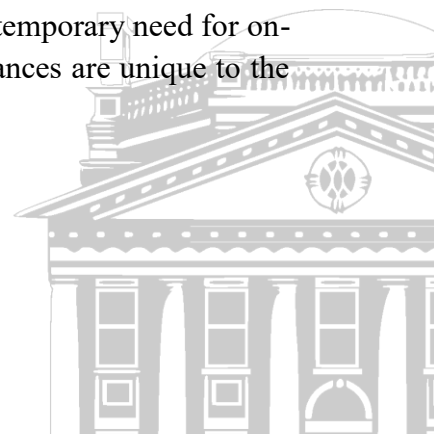 temporary need for on-
ances are unique to the